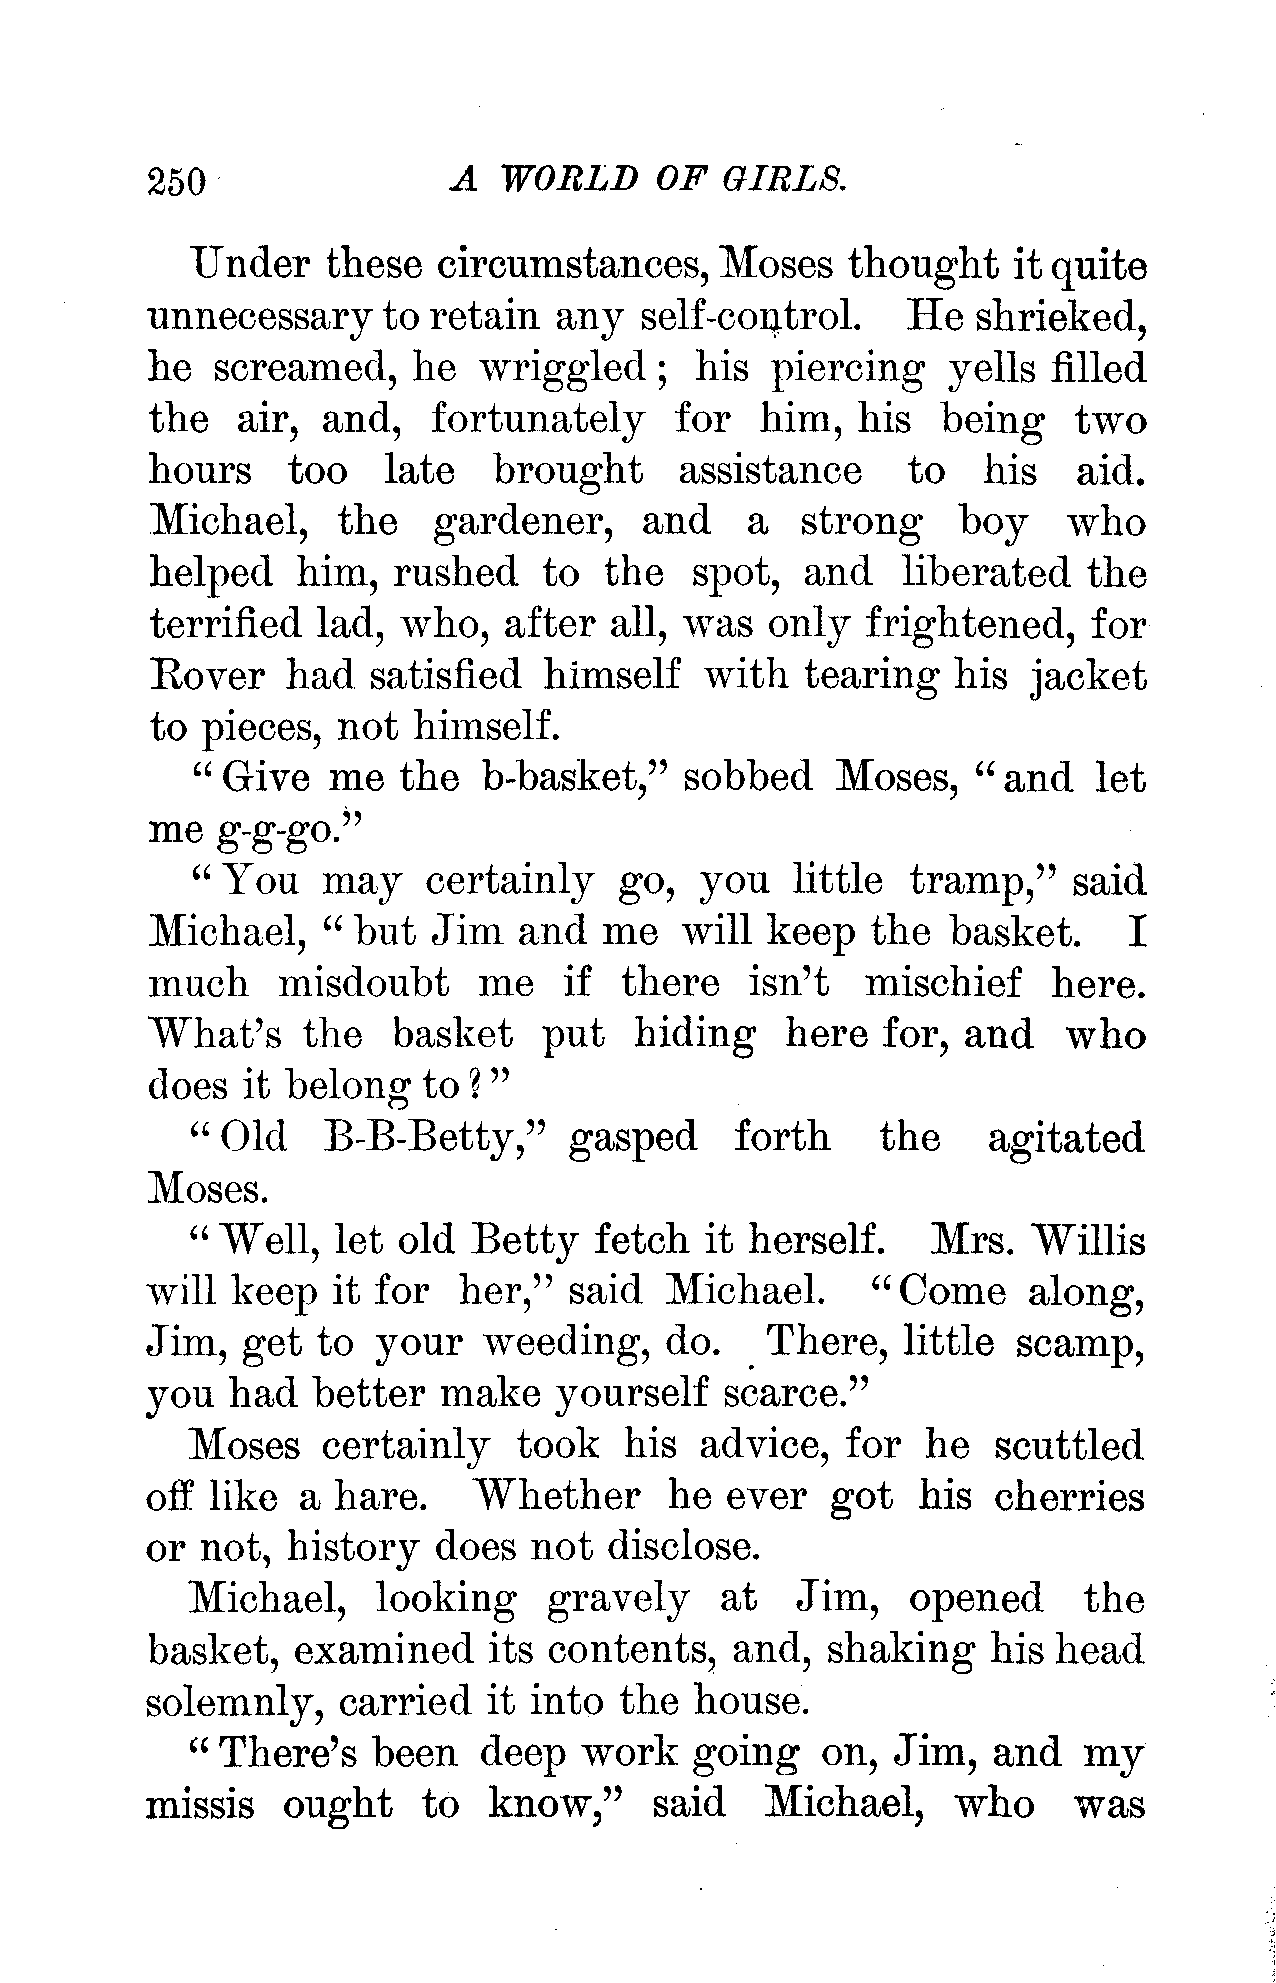 250 A WORLD OF GIRLS.
Under these circumstances, Moses thought it quite
unnecessary to retain any self-control. He shrieked,
he screamed, he wriggled; his piercing yells filled
the air, and, fortunately for him, his being two
hours too late brought assistance to his aid.
Michael, the gardener, and a strong boy who
helped him, rushed to the spot, and liberated the
terrified lad, who, after all, was only frightened, for
Rover had satisfied himself with tearing his jacket
to pieces, not himself.
“Give me the b-basket,” sobbed Moses, “and let
me g-g-go.”
“You may certainly go, you little tramp,” said
Michael, “but Jim and me will keep the basket. I
much misdoubt me if there isn’t mischief here.
What’s the basket put hiding here for, and who
does it belong to?”
“Old B-B-Betty,” gasped forth the agitated
Moses.
“Well, let old Betty fetch it herself. Mrs. Willis
will keep it for her,” said Michael. “Come along,
Jim, get to your weeding, do. There, little scamp,
you had better make yourself scarce.”
Moses certainly took his advice, for he scuttled
off like a hare. Whether he ever got his cherries
or not, history does not disclose.
Michael, looking gravely at Jim, opened the
basket, examined its contents, and, shaking his head
solemnly, carried it into the house.
“There’s been deep work going on, Jim, and my
missis ought to know,” said Michael, who was